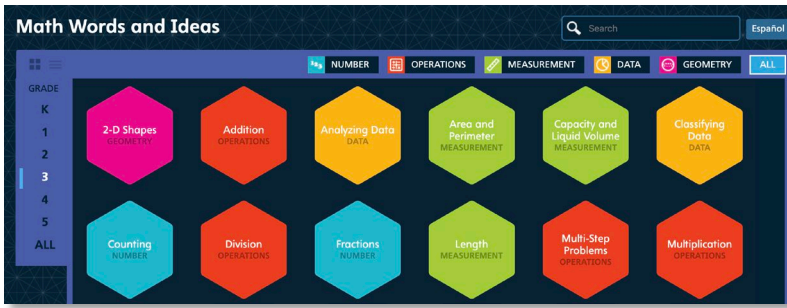 Math Words and Ideas
Search
Español
NUMBER
OPERATIONS
MEASUREMENT
DATA
GEOMETRY
ALL
GRADE
K
1
2
3
4
5
ALL
2-D Shapes
GEOMETRY
Addition
OPERATIONS
Analyzing Data
DATA
Area and
Perimeter
MEASUREMENT
Capacity and
Liquid Volume
MEASUREMENT
Classifying
Data
DATA
Counting
NUMBER
Division
OPERATIONS
Fractions
NUMBER
Length
MEASUREMENT
Multi-Step
Problems
OPERATIONS
Multiplication
OPERATIONS